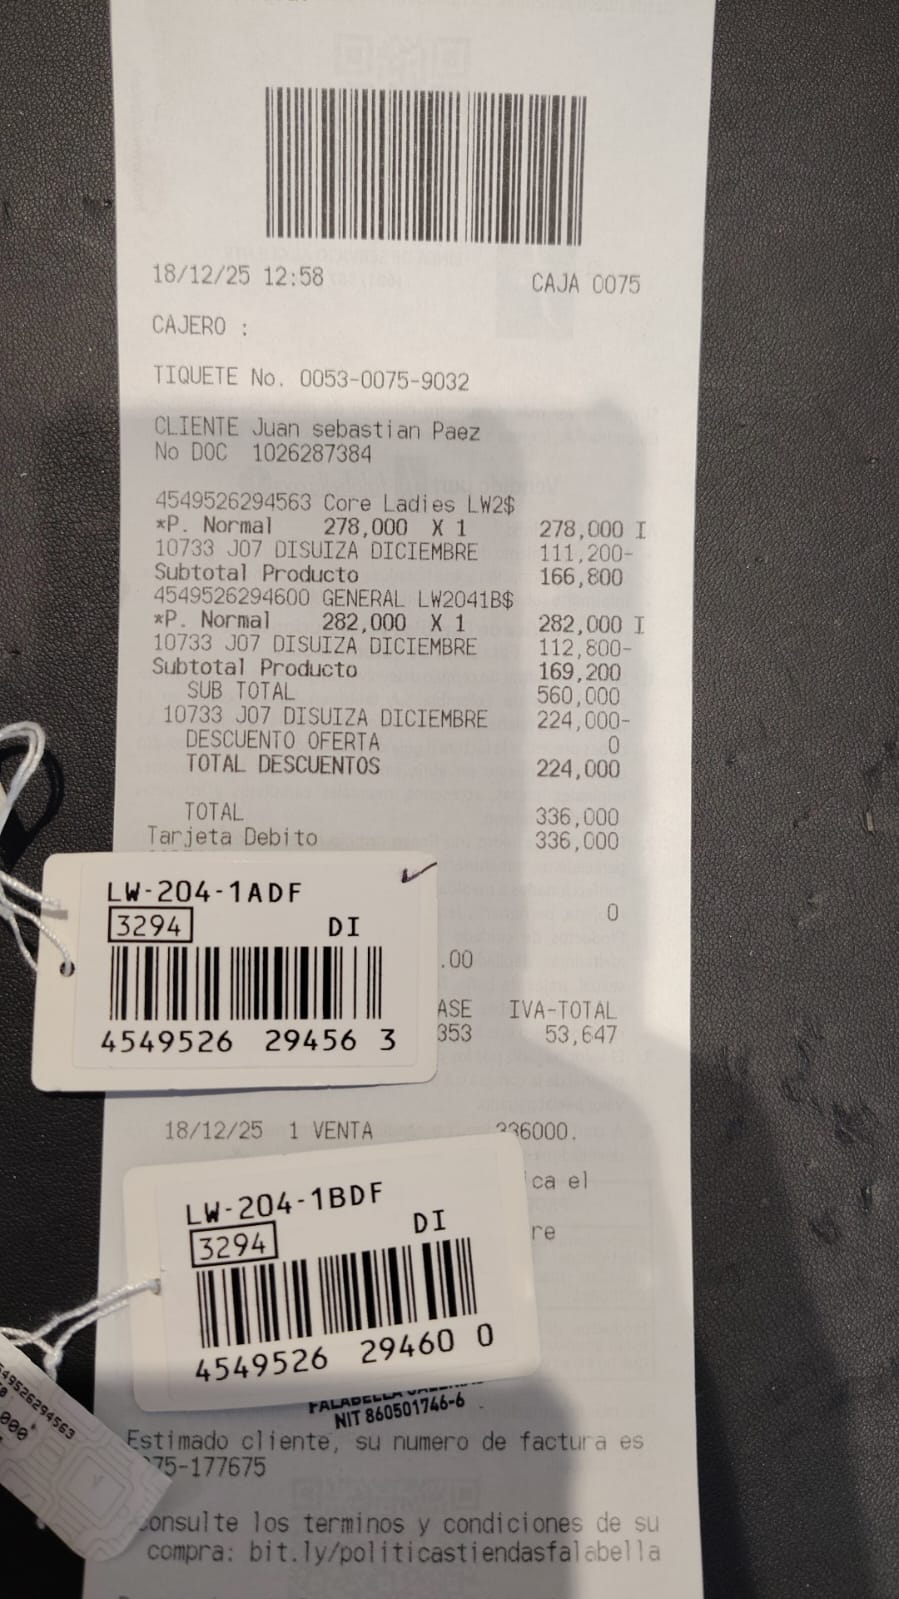 18/12/25 12:58 CAJA 0075
CAJERO :
TIQUETE No. 0053-0075-9032
CLIENTE Juan sebastian Paez
No DOC 1026287384
4549526294563 Core Ladies LW2$
*P. Normal 278,000 X 1 278,000 I
10733 J07 DISUIZA DICIEMBRE 111,200-
Subtotal Producto 166,800
4549526294600 GENERAL LW2041B$
*P. Normal 282,000 X 1 282,000 I
10733 J07 DISUIZA DICIEMBRE 112,800-
Subtotal Producto 169,200
SUB TOTAL 560,000
10733 J07 DISUIZA DICIEMBRE 224,000-
DESCUENTO OFERTA 0
TOTAL DESCUENTOS 224,000
TOTAL 336,000
Tarjeta Debito 336,000
LW-204-1ADF
3294 DI
4549526 29456 3
0
.00
ASE IVA-TOTAL
353 53,647
18/12/25 1 VENTA 336000.
ca el
re
LW-204-1BDF
3294 DI
4549526 29460 0
FALABELLA
NIT 860501746-6
4549526294563
000
Estimado cliente, su numero de factura es
75-177675
consulte los terminos y condiciones de su
compra: bit.ly/politicastiendasfalabella